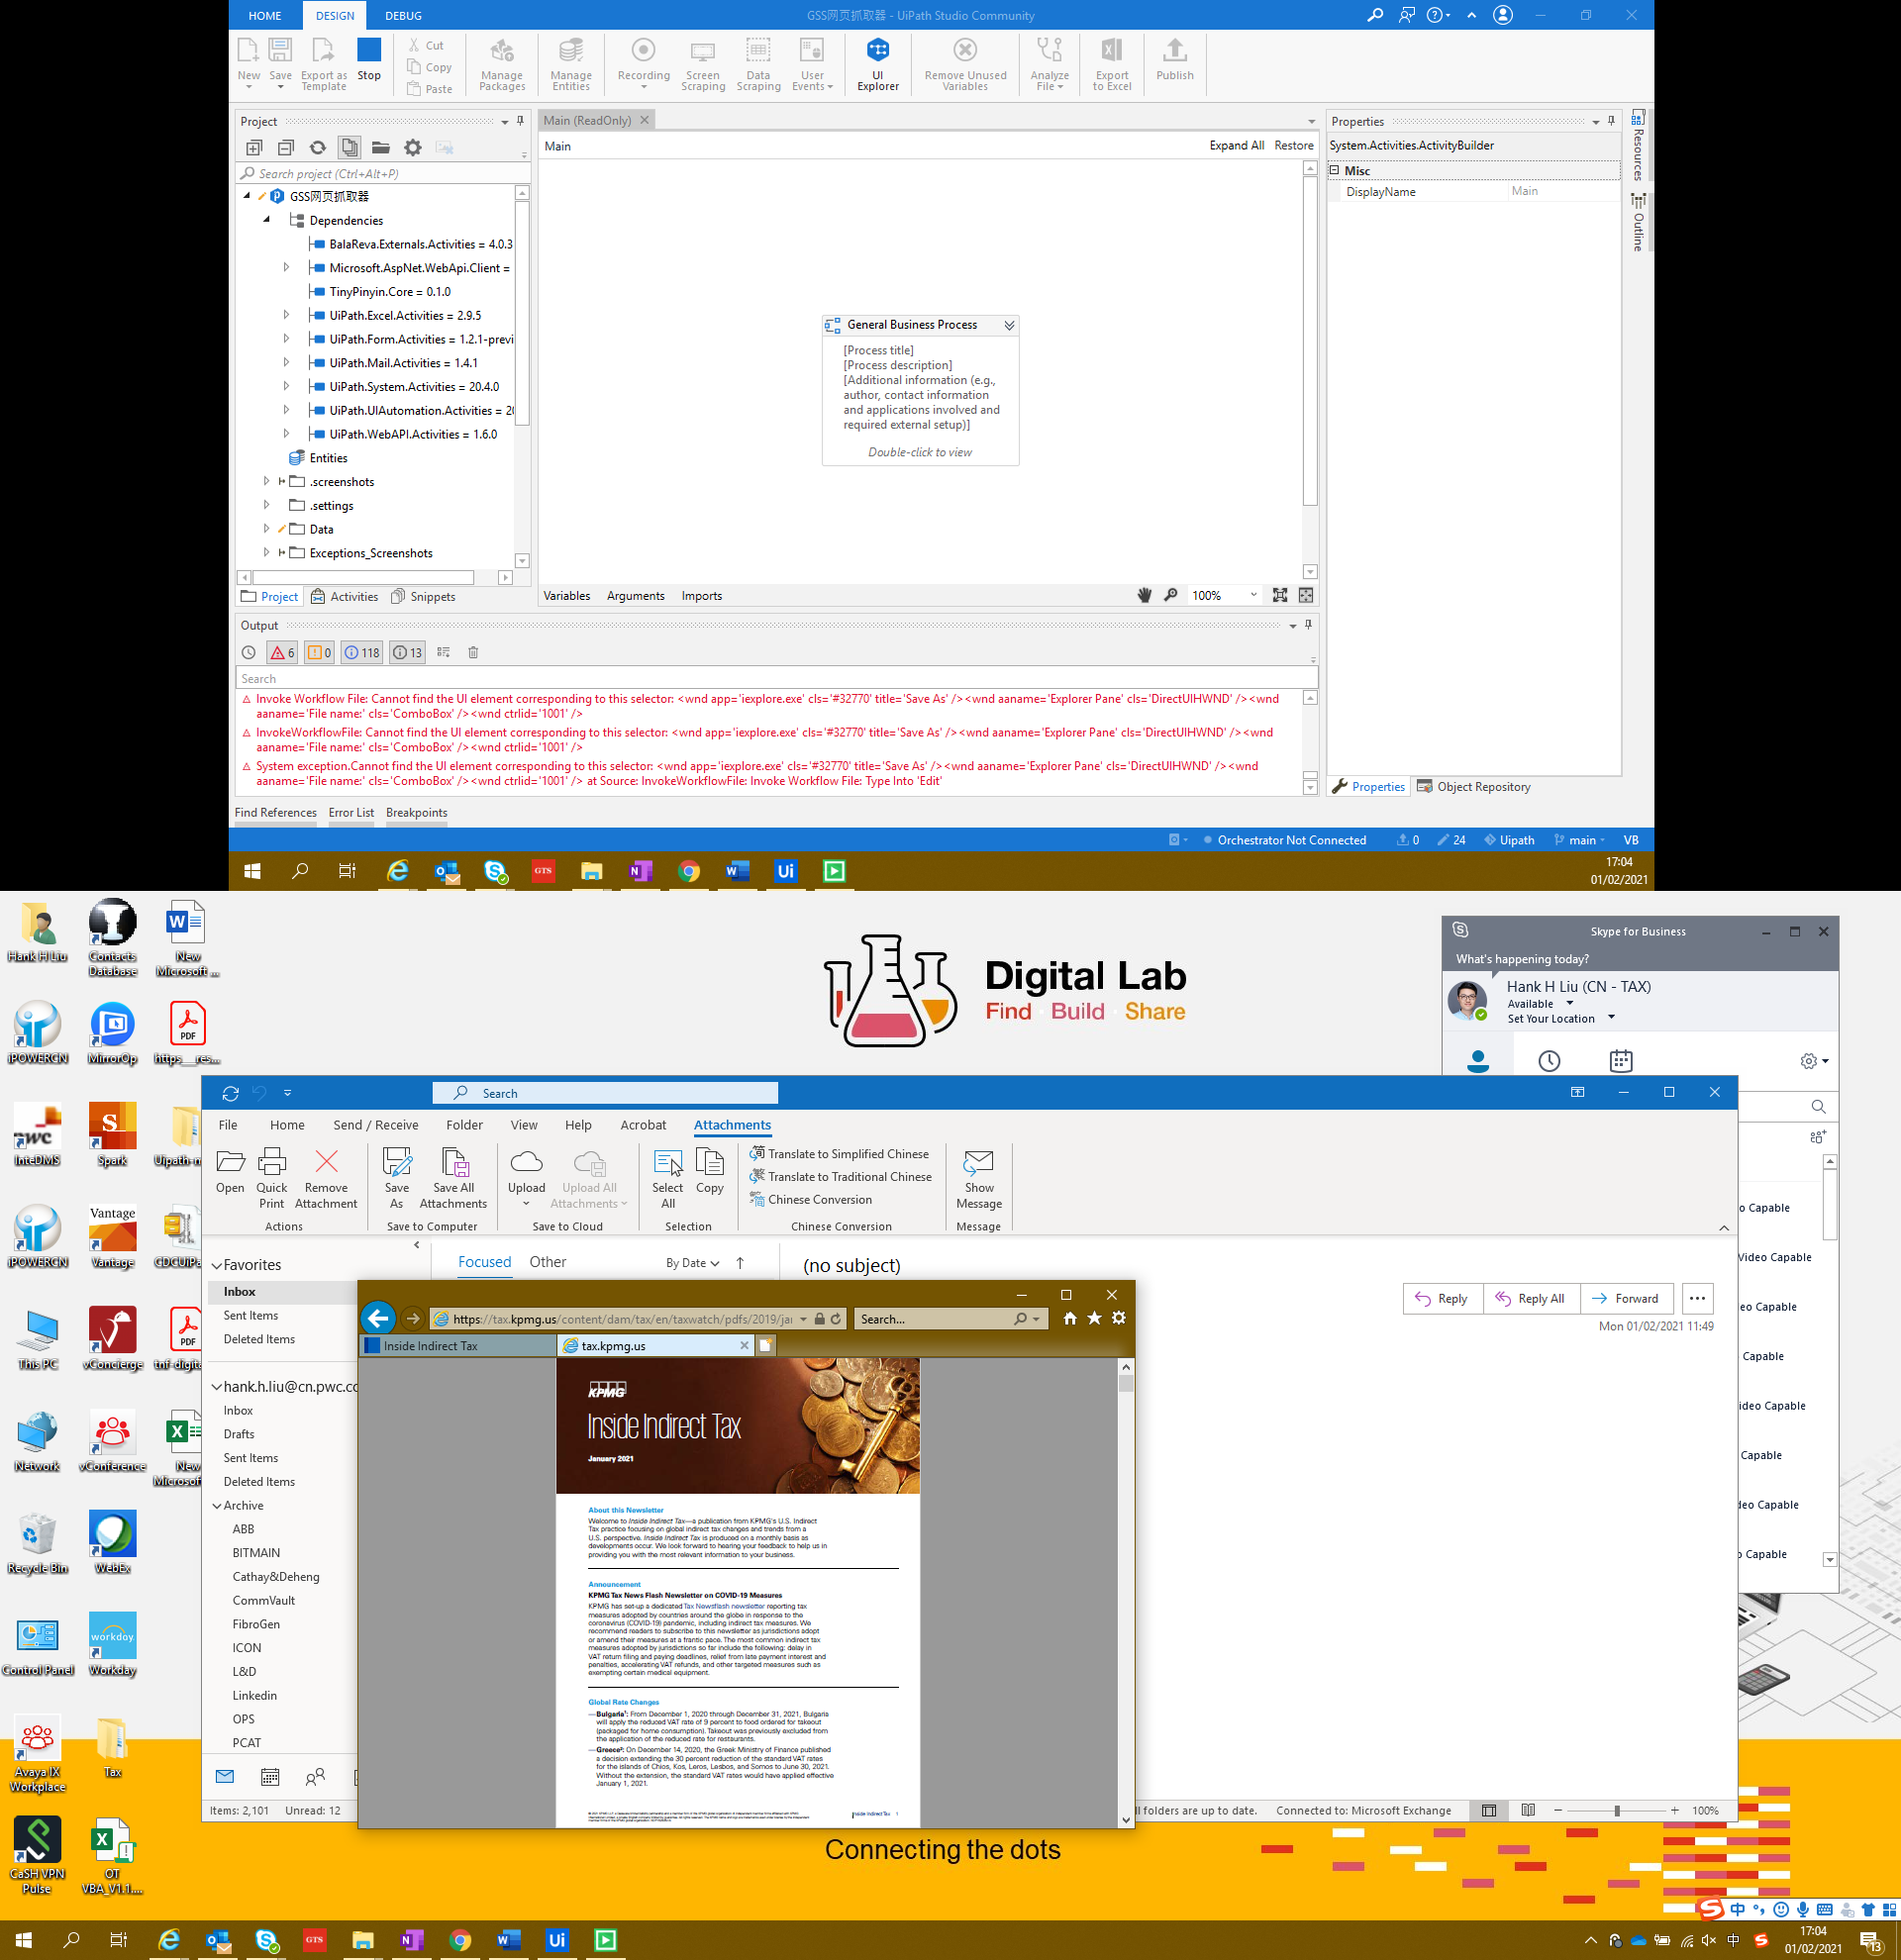 HOME DESIGN DEBUG
GSS网页抓取器 - UiPath Studio Community
New Save Export as Template Stop
Cut
Copy
Paste
Manage Packages
Manage Entities
Recording
Screen Scraping
Data Scraping
User Events
UI Explorer
Remove Unused Variables
Analyze File
Export to Excel
Publish
Project
Search project (Ctrl+Alt+P)
GSS网页抓取器
Dependencies
BalaReva.Externals.Activities = 4.0.3
Microsoft.AspNet.WebApi.Client =
TinyPinyin.Core = 0.1.0
UiPath.Excel.Activities = 2.9.5
UiPath.Form.Activities = 1.2.1-previ
UiPath.Mail.Activities = 1.4.1
UiPath.System.Activities = 20.4.0
UiPath.UIAutomation.Activities = 20
UiPath.WebAPI.Activities = 1.6.0
Entities
.screenshots
.settings
Data
Exceptions_Screenshots
Project Activities Snippets
Main (ReadOnly)
Main
Expand All Restore
General Business Process
[Process title]
[Process description]
[Additional information (e.g.,
author, contact information
and applications involved and
required external setup)]
Double-click to view
Variables Arguments Imports
100%
Properties
System.Activities.ActivityBuilder
Misc
DisplayName Main
Resources
Outline
Properties Object Repository
Output
6 0 118 13
Search
Invoke Workflow File: Cannot find the UI element corresponding to this selector: <wnd app='iexplore.exe' cls='#32770' title='Save As' /><wnd aaname='Explorer Pane' cls='DirectUIHWND' /><wnd
aaname='File name:' cls='ComboBox' /><wnd ctrlid='1001' />
InvokeWorkflowFile: Cannot find the UI element corresponding to this selector: <wnd app='iexplore.exe' cls='#32770' title='Save As' /><wnd aaname='Explorer Pane' cls='DirectUIHWND' /><wnd
aaname='File name:' cls='ComboBox' /><wnd ctrlid='1001' />
System exception.Cannot find the UI element corresponding to this selector: <wnd app='iexplore.exe' cls='#32770' title='Save As' /><wnd aaname='Explorer Pane' cls='DirectUIHWND' /><wnd
aaname='File name:' cls='ComboBox' /><wnd ctrlid='1001' /> at Source: InvokeWorkflowFile: Invoke Workflow File: Type Into 'Edit'
Find References Error List Breakpoints
Orchestrator Not Connected 0 24 Uipath main VB
GTS
Ui
17:04
01/02/2021
Hank H Liu
Contacts Database
New Microsoft ...
iPOWERCN
MirrorOp
https___res...
InteDMS
Spark
Uipath-n
iPOWERCN
Vantage
Vantage
CDCUiPa
This PC
vConcierge
tnf-digita
Network
vConference
New Microsoft
Recycle Bin
WebEx
Control Panel
workday.
Workday
Avaya IX Workplace
Tax
CaSH VPN Pulse
OT VBA_V1.1....
Digital Lab
Find · Build · Share
Skype for Business
What's happening today?
Hank H Liu (CN - TAX)
Available
Set Your Location
o Capable
Video Capable
eo Capable
Capable
ideo Capable
Capable
deo Capable
o Capable
Search
File Home Send / Receive Folder View Help Acrobat Attachments
Open
Quick Print
Remove Attachment
Actions
Save As
Save All Attachments
Save to Computer
Upload
Upload All Attachments
Save to Cloud
Select All
Copy
Selection
Translate to Simplified Chinese
Translate to Traditional Chinese
Chinese Conversion
Chinese Conversion
Show Message
Message
Favorites
Inbox
Sent Items
Deleted Items
hank.h.liu@cn.pwc.co
Inbox
Drafts
Sent Items
Deleted Items
Archive
ABB
BITMAIN
Cathay&Deheng
CommVault
FibroGen
ICON
L&D
Linkedin
OPS
PCAT
Focused Other By Date
(no subject)
Reply Reply All Forward
Mon 01/02/2021 11:49
https://tax.kpmg.us/content/dam/tax/en/taxwatch/pdfs/2019/jan
Search...
Inside Indirect Tax
tax.kpmg.us
KPMG
Inside Indirect Tax
January 2021
About this Newsletter
Welcome to Inside Indirect Tax—a publication from KPMG's U.S. Indirect
Tax practice focusing on global indirect tax changes and trends from a
U.S. perspective. Inside Indirect Tax is produced on a monthly basis as
developments occur. We look forward to hearing your feedback to help us in
providing you with the most relevant information to your business.
Announcement
KPMG Tax News Flash Newsletter on COVID-19 Measures
KPMG has set-up a dedicated Tax Newsflash newsletter reporting tax
measures adopted by countries around the globe in response to the
coronavirus (COVID-19) pandemic, including indirect tax measures. We
recommend readers to subscribe to this newsletter as jurisdictions adopt
or amend their measures at a frantic pace. The most common indirect tax
measures adopted by jurisdictions so far include the following: delay in
VAT return filing and paying deadlines, relief from late payment interest and
penalties, accelerating VAT refunds, and other targeted measures such as
exempting certain medical equipment.
Global Rate Changes
—Bulgaria¹: From December 1, 2020 through December 31, 2021, Bulgaria
will apply the reduced VAT rate of 9 percent to food ordered for takeout
(packaged for home consumption). Takeout was previously excluded from
the application of the reduced rate for restaurants.
—Greece²: On December 14, 2020, the Greek Ministry of Finance published
a decision extending the 30 percent reduction of the standard VAT rates
for the islands of Chios, Kos, Leros, Lesbos, and Somos to June 30, 2021.
Without the extension, the standard VAT rates would have applied effective
January 1, 2021.
Inside Indirect Tax 1
Items: 2,101 Unread: 12
ll folders are up to date. Connected to: Microsoft Exchange 100%
Connecting the dots
中
GTS
Ui
中
17:04
01/02/2021
13